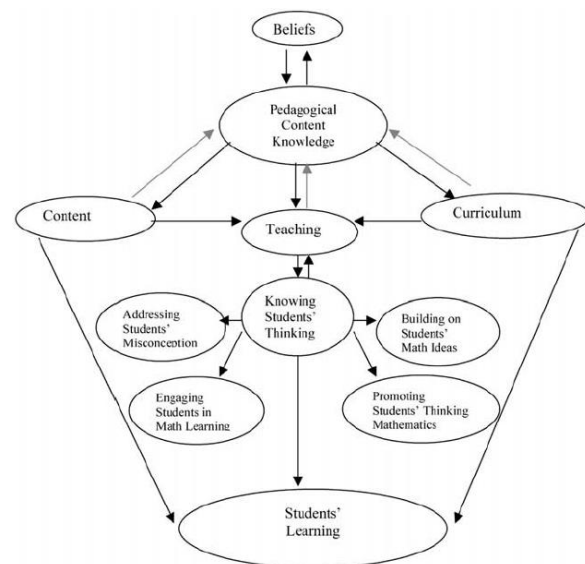 Beliefs
Pedagogical
Content
Knowledge
Content
Curriculum
Teaching
Knowing
Students'
Thinking
Addressing
Students'
Misconception
Building on
Students'
Math Ideas
Engaging
Students in
Math Learning
Promoting
Students' Thinking
Mathematics
Students'
Learning